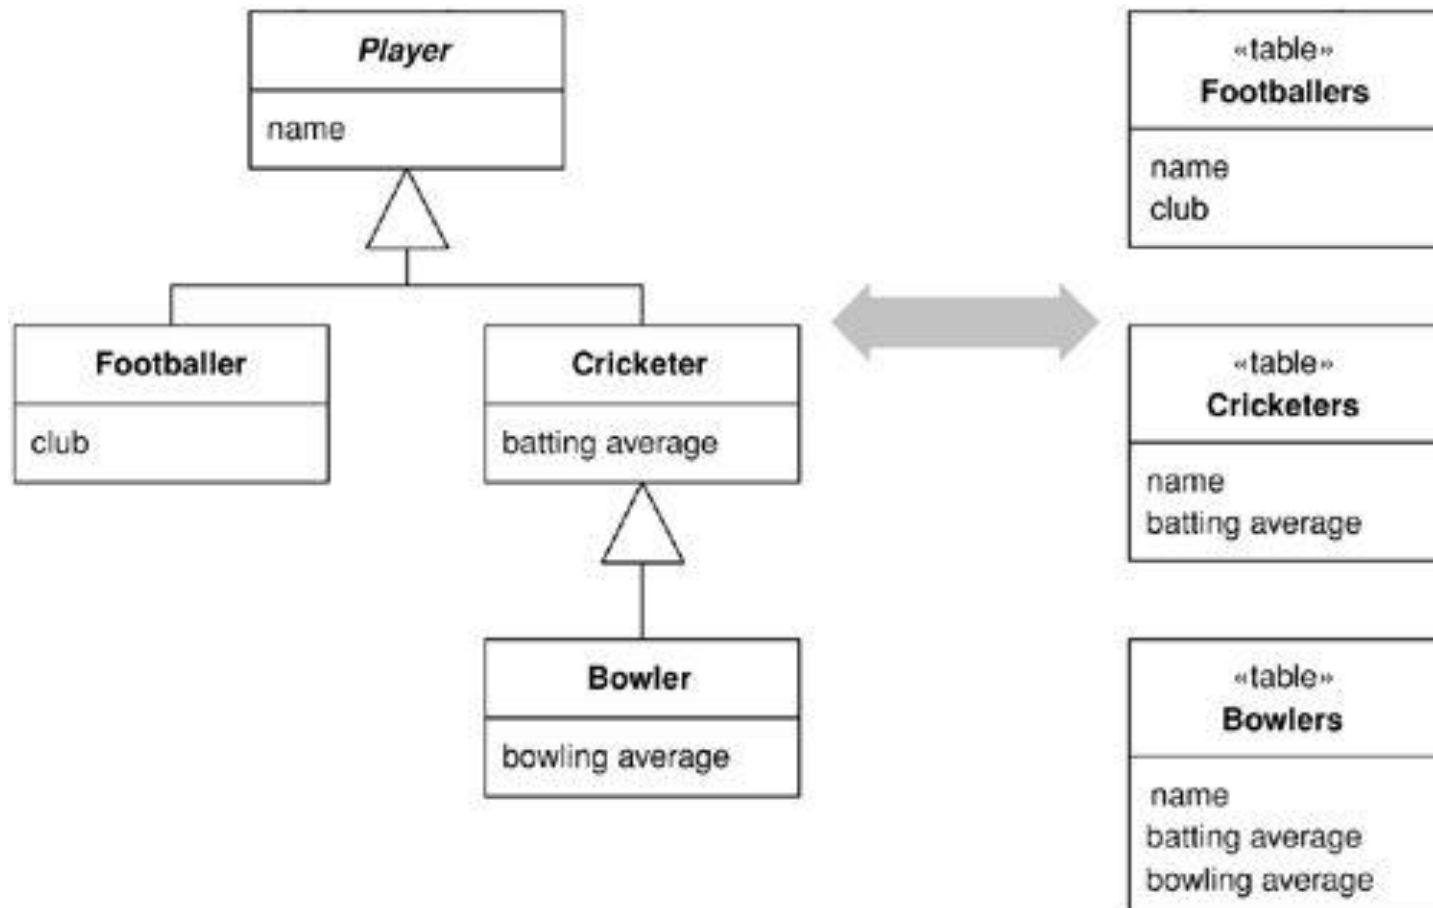 Player
name
Footballer
club
Cricketer
batting average
Bowler
bowling average
«table»
Footballers
name
club
«table»
Cricketers
name
batting average
«table»
Bowlers
name
batting average
bowling average